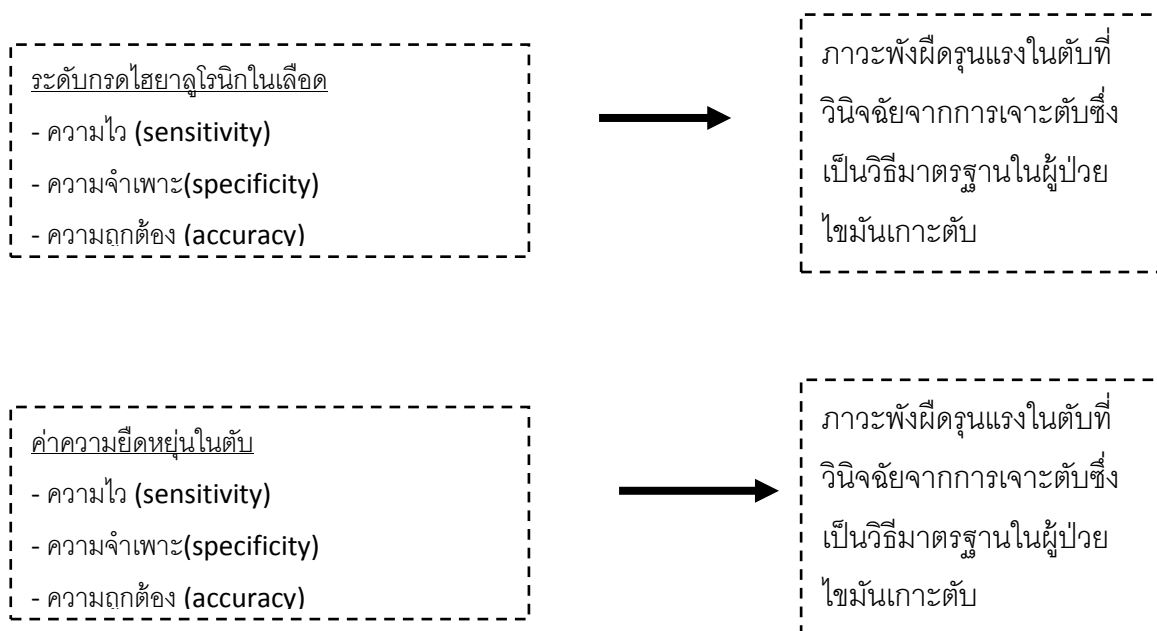 ระดับกรดไฮยาลูโรนิกในเลือด
- ความไว (sensitivity)
- ความจำเพาะ(specificity)
- ความถูกต้อง (accuracy)
ภาวะพังผืดรุนแรงในตับที่
วินิจฉัยจากการเจาะตับซึ่ง
เป็นวิธีมาตรฐานในผู้ป่วย
ไขมันเกาะตับ
ค่าความยืดหยุ่นในตับ
- ความไว (sensitivity)
- ความจำเพาะ(specificity)
- ความถูกต้อง (accuracy)
ภาวะพังผืดรุนแรงในตับที่
วินิจฉัยจากการเจาะตับซึ่ง
เป็นวิธีมาตรฐานในผู้ป่วย
ไขมันเกาะตับ